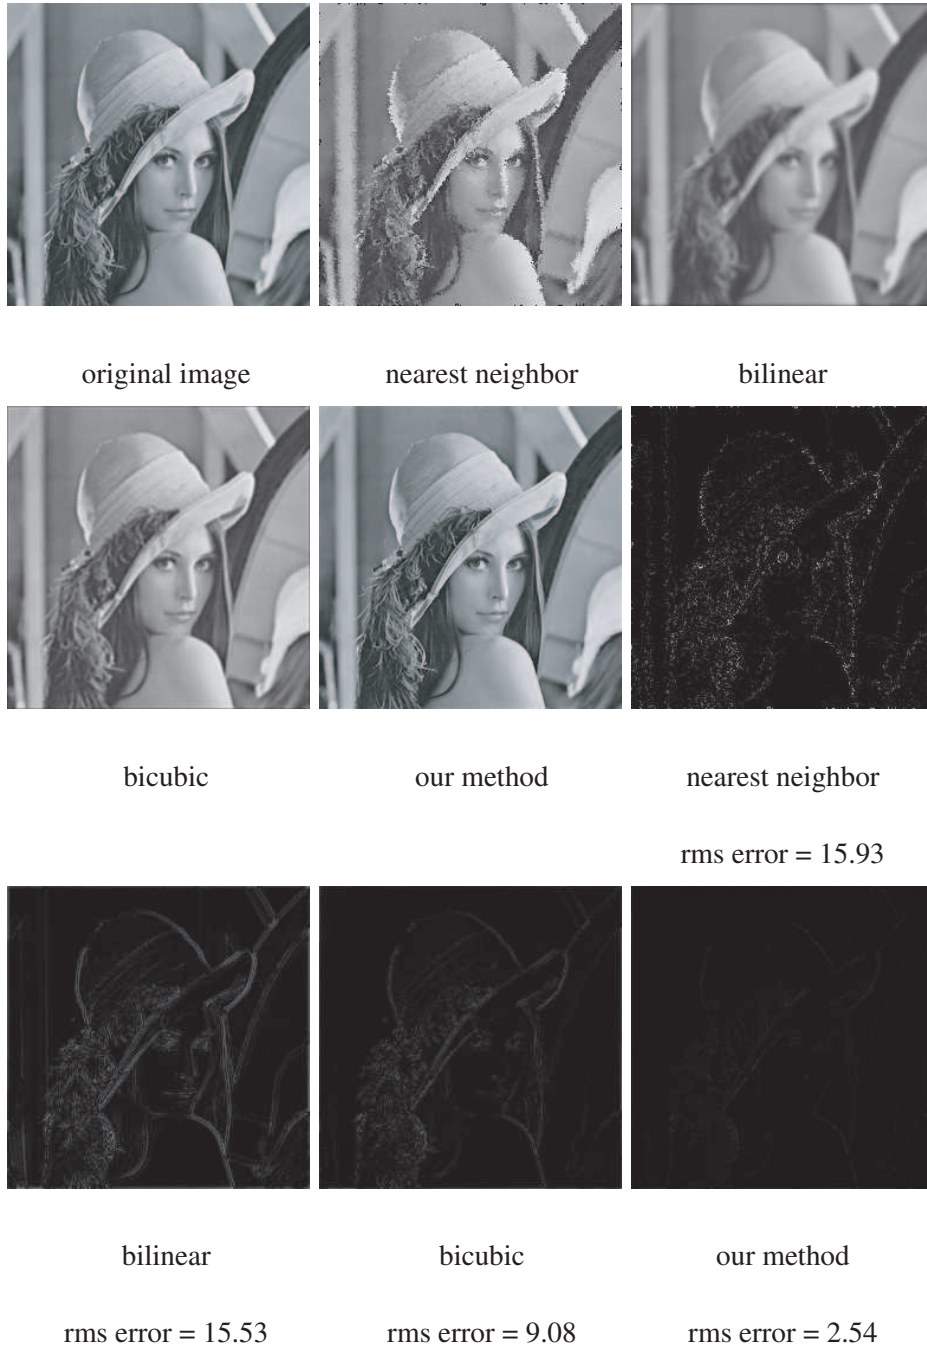 original image
nearest neighbor
bilinear
bicubic
our method
nearest neighbor
rms error = 15.93
bilinear
bicubic
our method
rms error = 15.53
rms error = 9.08
rms error = 2.54